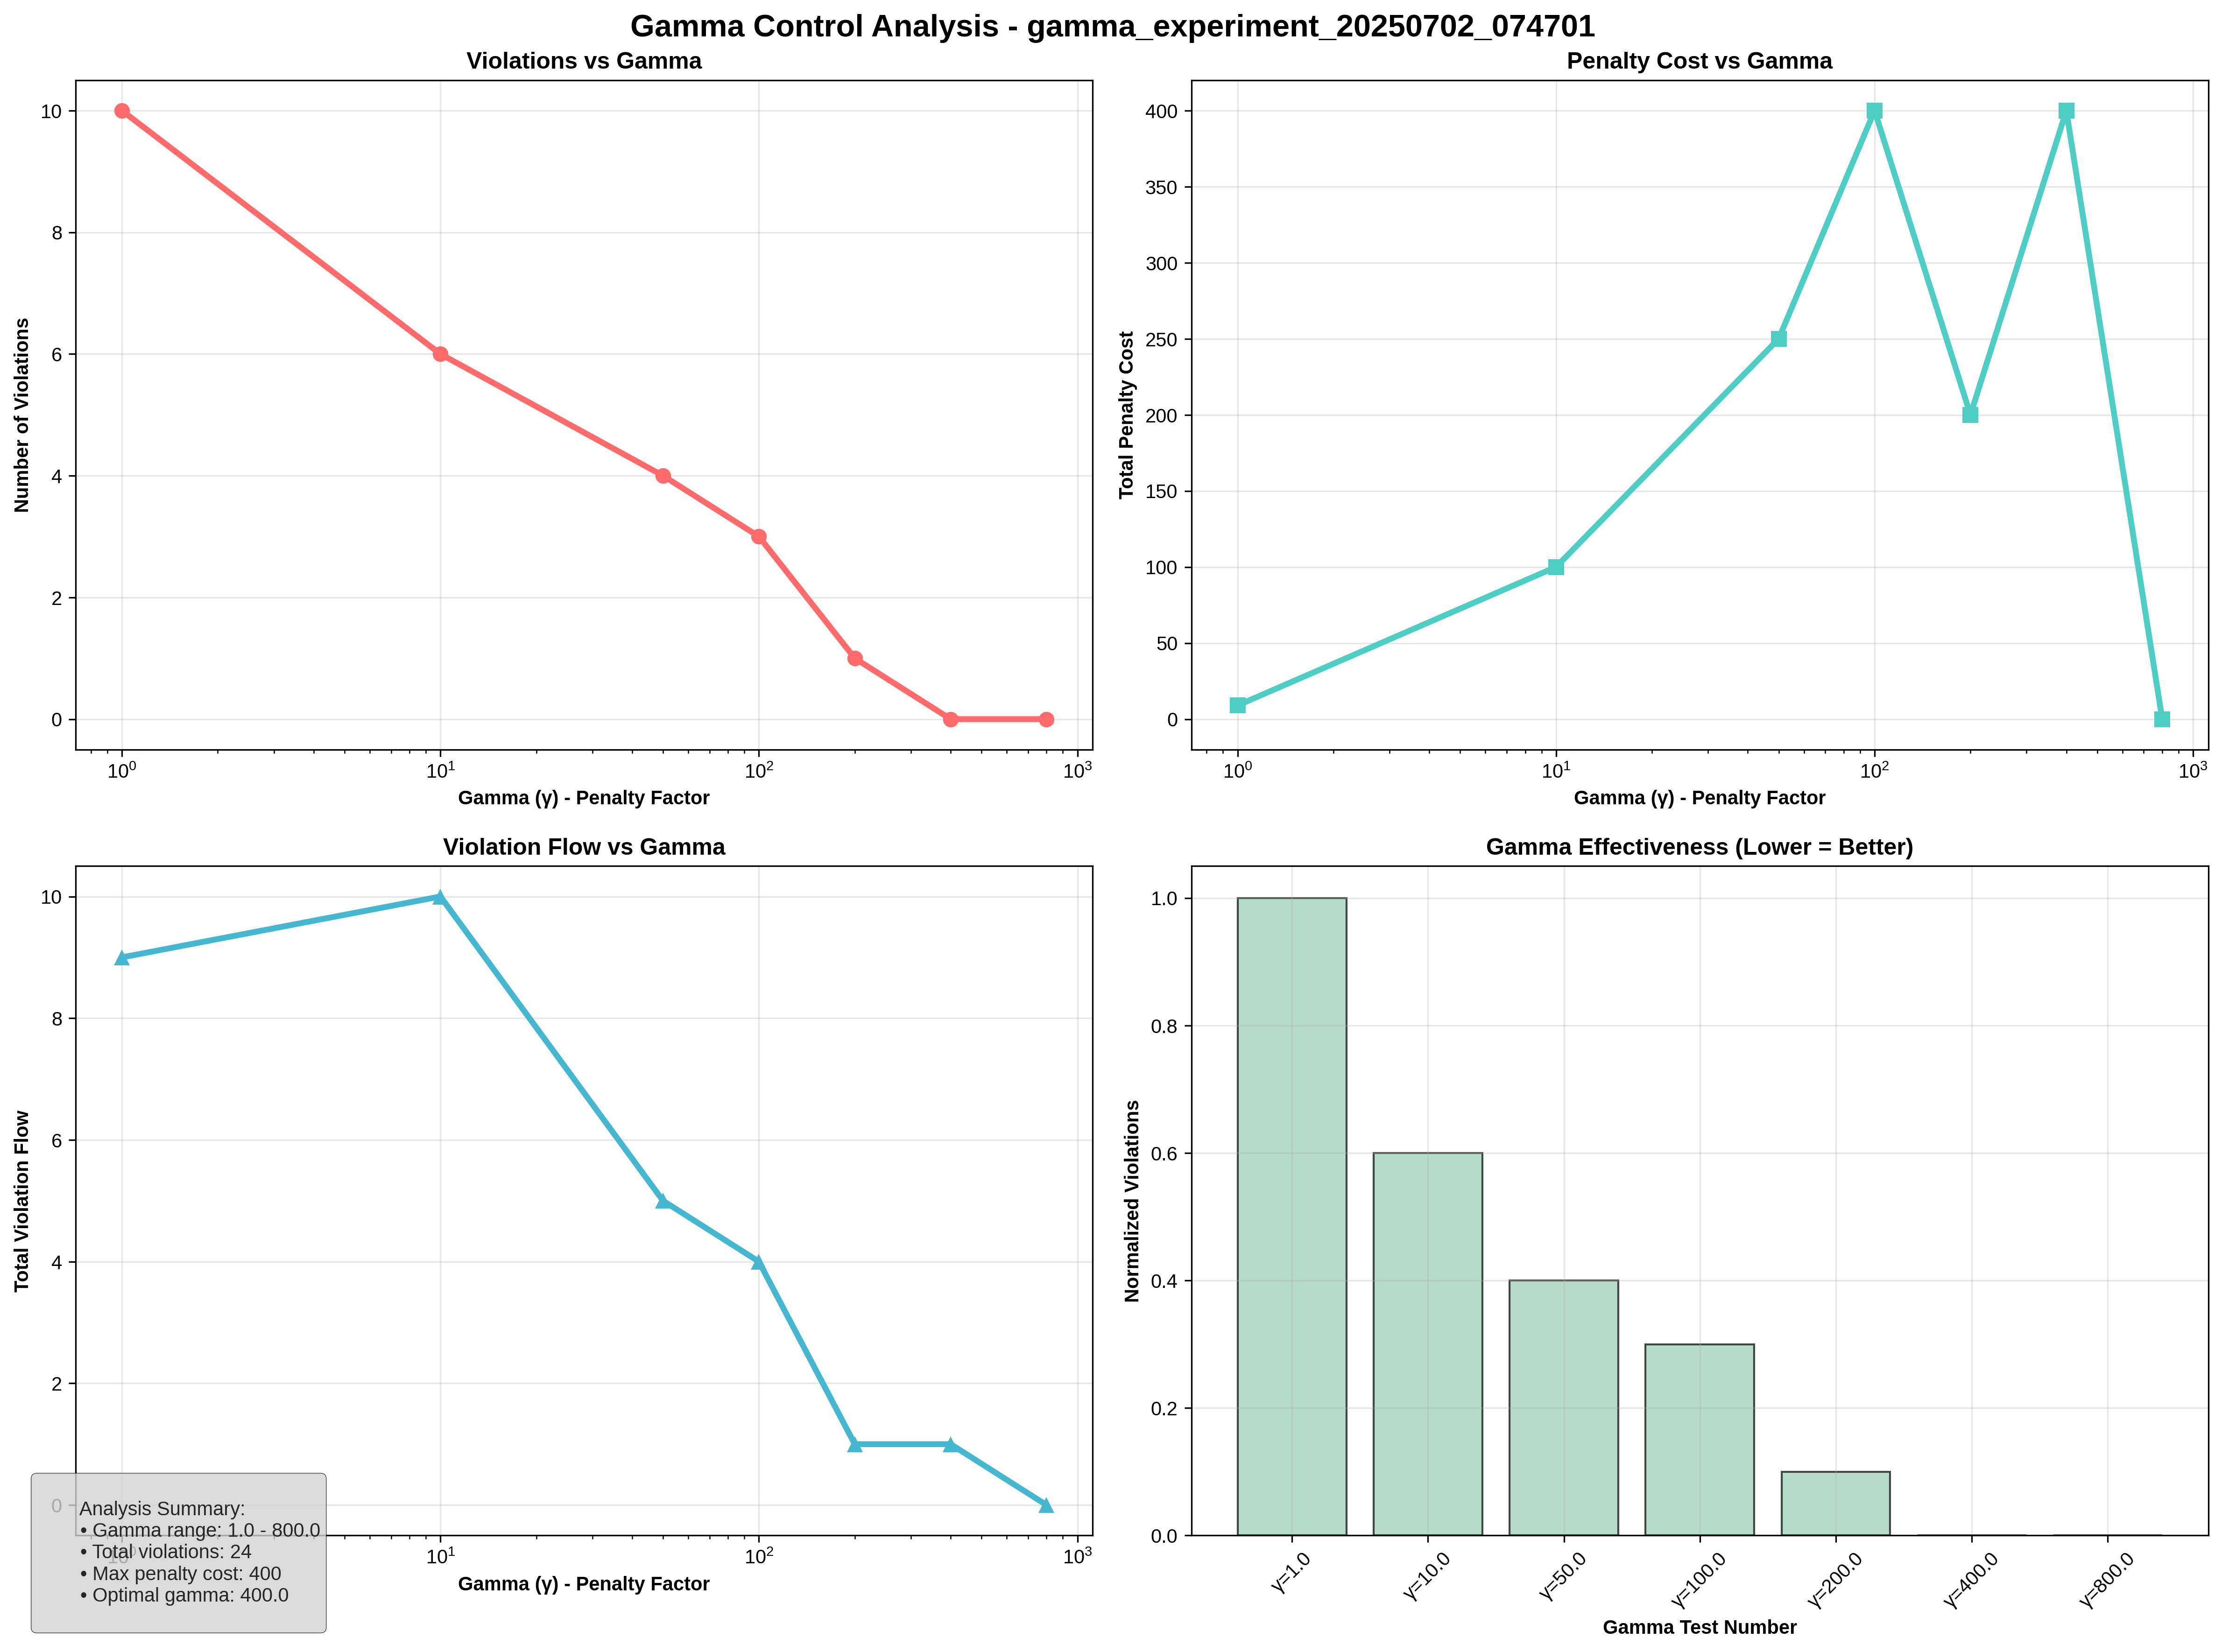 Gamma Control Analysis - gamma_experiment_20250702_074701
Violations vs Gamma
Number of Violations
10
8
6
4
2
0
10⁰
10¹
10²
10³
Gamma (γ) - Penalty Factor
Penalty Cost vs Gamma
Total Penalty Cost
400
350
300
250
200
150
100
50
0
10⁰
10¹
10²
10³
Gamma (γ) - Penalty Factor
Violation Flow vs Gamma
Total Violation Flow
10
8
6
4
2
0
10⁰
10¹
10²
10³
Gamma (γ) - Penalty Factor
Analysis Summary:
• Gamma range: 1.0 - 800.0
• Total violations: 24
• Max penalty cost: 400
• Optimal gamma: 400.0
Gamma Effectiveness (Lower = Better)
Normalized Violations
1.0
0.8
0.6
0.4
0.2
0.0
γ=1.0
γ=10.0
γ=50.0
γ=100.0
γ=200.0
γ=400.0
γ=800.0
Gamma Test Number